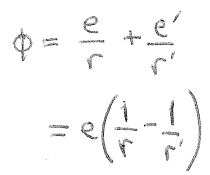 ϕ = e/r + e′/r′
= e(1/r − 1/r′)